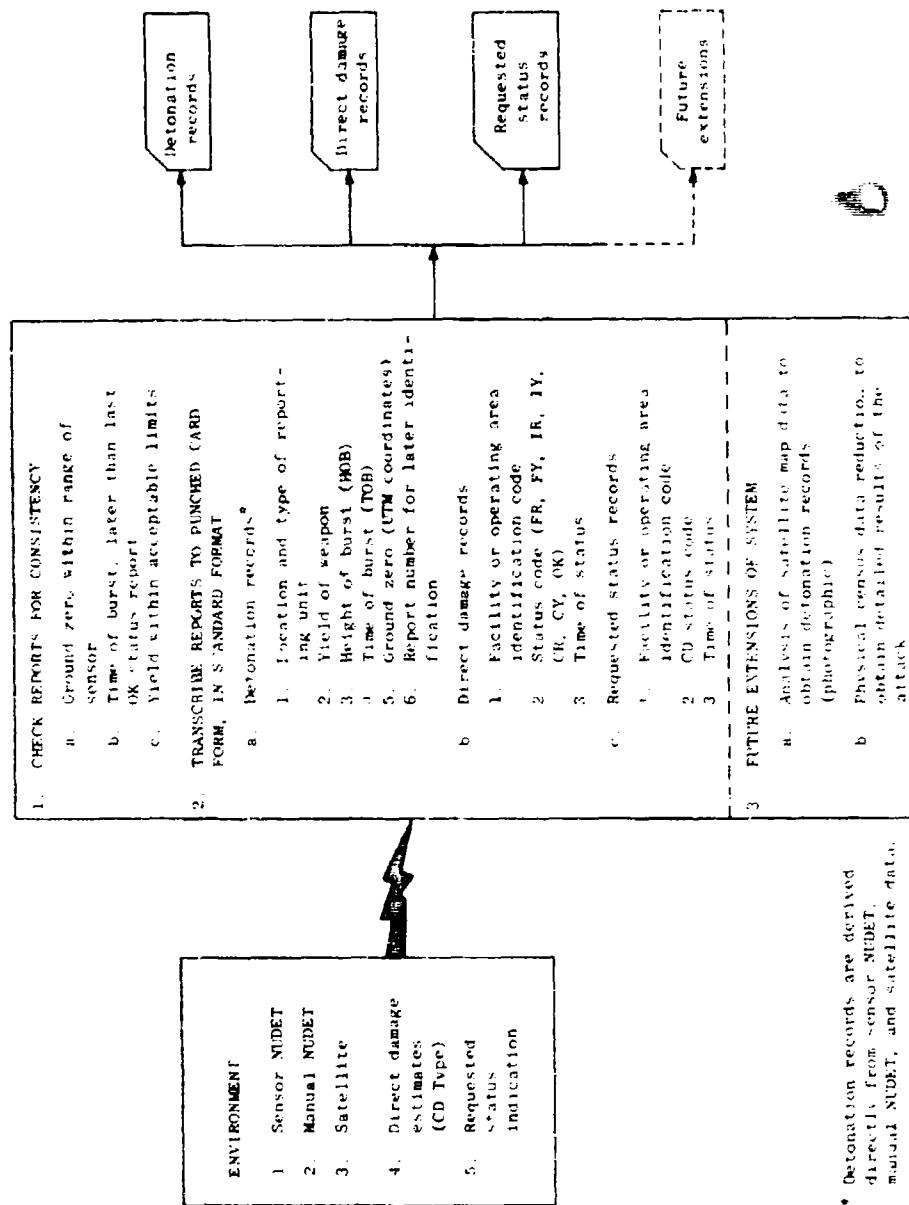 ENVIRONMENT
1 Sensor NUDET
2. Manual NUDET
3. Satellite
4. Direct damage
estimates
(CD Type)
5. Requested
status
indication
* Detonation records are derived
directly from sensor NUDET,
manual NUDET, and satellite data.
1. CHECK REPORTS FOR CONSISTENCY
a. Ground zero within range of
sensor
b. Time of burst, later than last
OK status report
c. Yield within acceptable limits
2. TRANSCRIBE REPORTS TO PUNCHED CARD
FORM, IN STANDARD FORMAT
a. Detonation records*
1. Location and type of report-
ing unit
2. Yield of weapon
3. Height of burst (HOB)
Time of burst (TOB)
5. Ground zero (UTM coordinates)
6. Report number for later identi-
fication
b Direct damage records
1. Facility or operating area
identification code
2 Status code (FR, FY, IR, IY,
CR, CY, OK)
3 Time of status
c. Requested status records
Facility or operating area
identification code
2 CD status code
3 Time of status
3 FUTURE EXTENSIONS OF SYSTEM
a. Analysis of satellite map data to
obtain detonation records
(photographic)
b Physical census data reduction to
obtain detailed results of the
attack
Detonation
records
Direct damage
records
Requested
status
records
Future
extensions